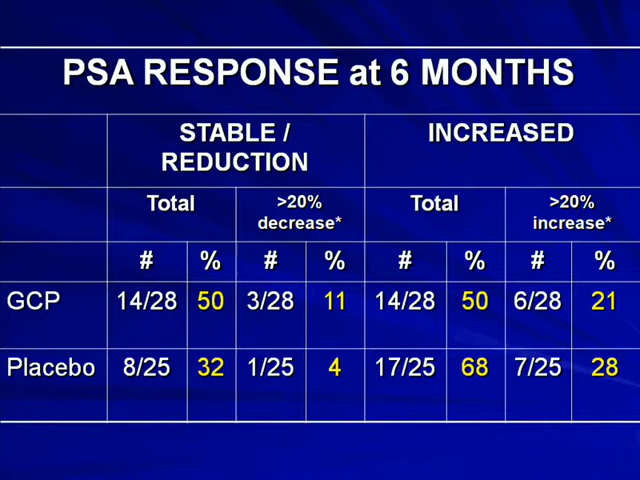 PSA RESPONSE at 6 MONTHS
STABLE / REDUCTION INCREASED
Total >20% decrease* Total >20% increase*
# % # % # % # %
GCP 14/28 50 3/28 11 14/28 50 6/28 21
Placebo 8/25 32 1/25 4 17/25 68 7/25 28